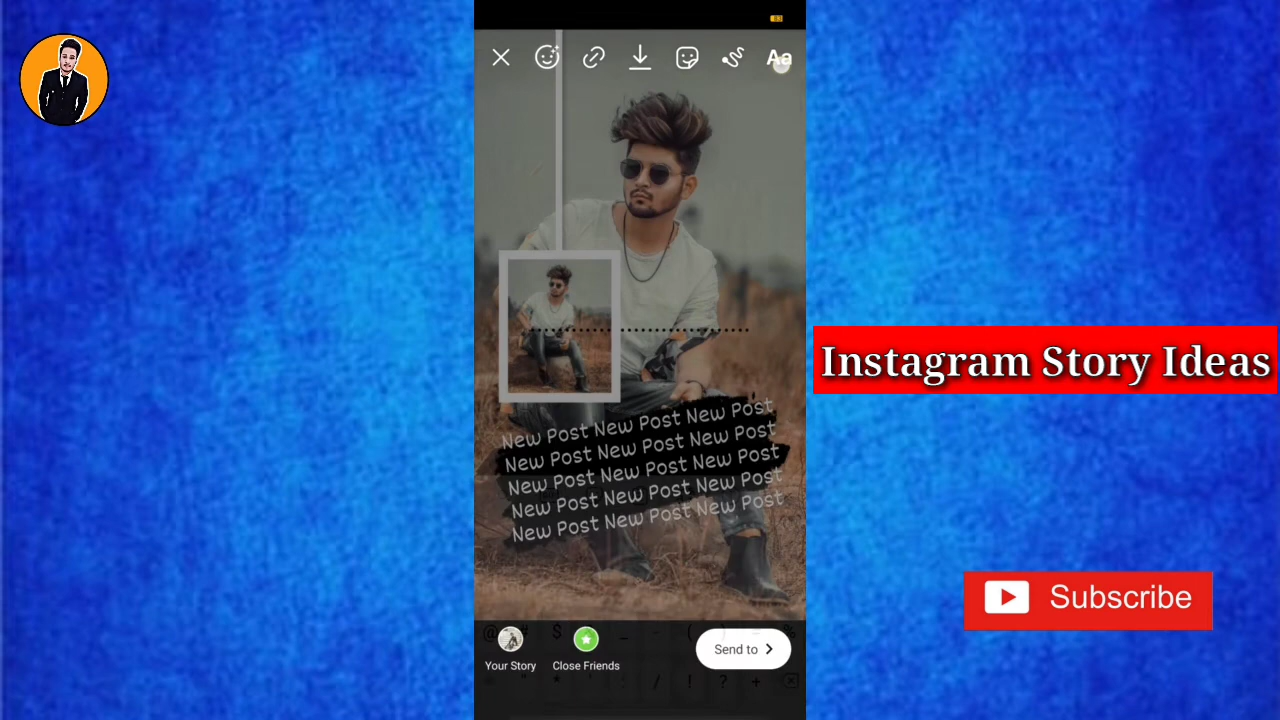 Aa
New Post New Post New Post
New Post New Post New Post
New Post New Post New Post
New Post New Post New Post
New Post New Post New Post
Instagram Story Ideas
Subscribe
Your Story
Close Friends
Send to